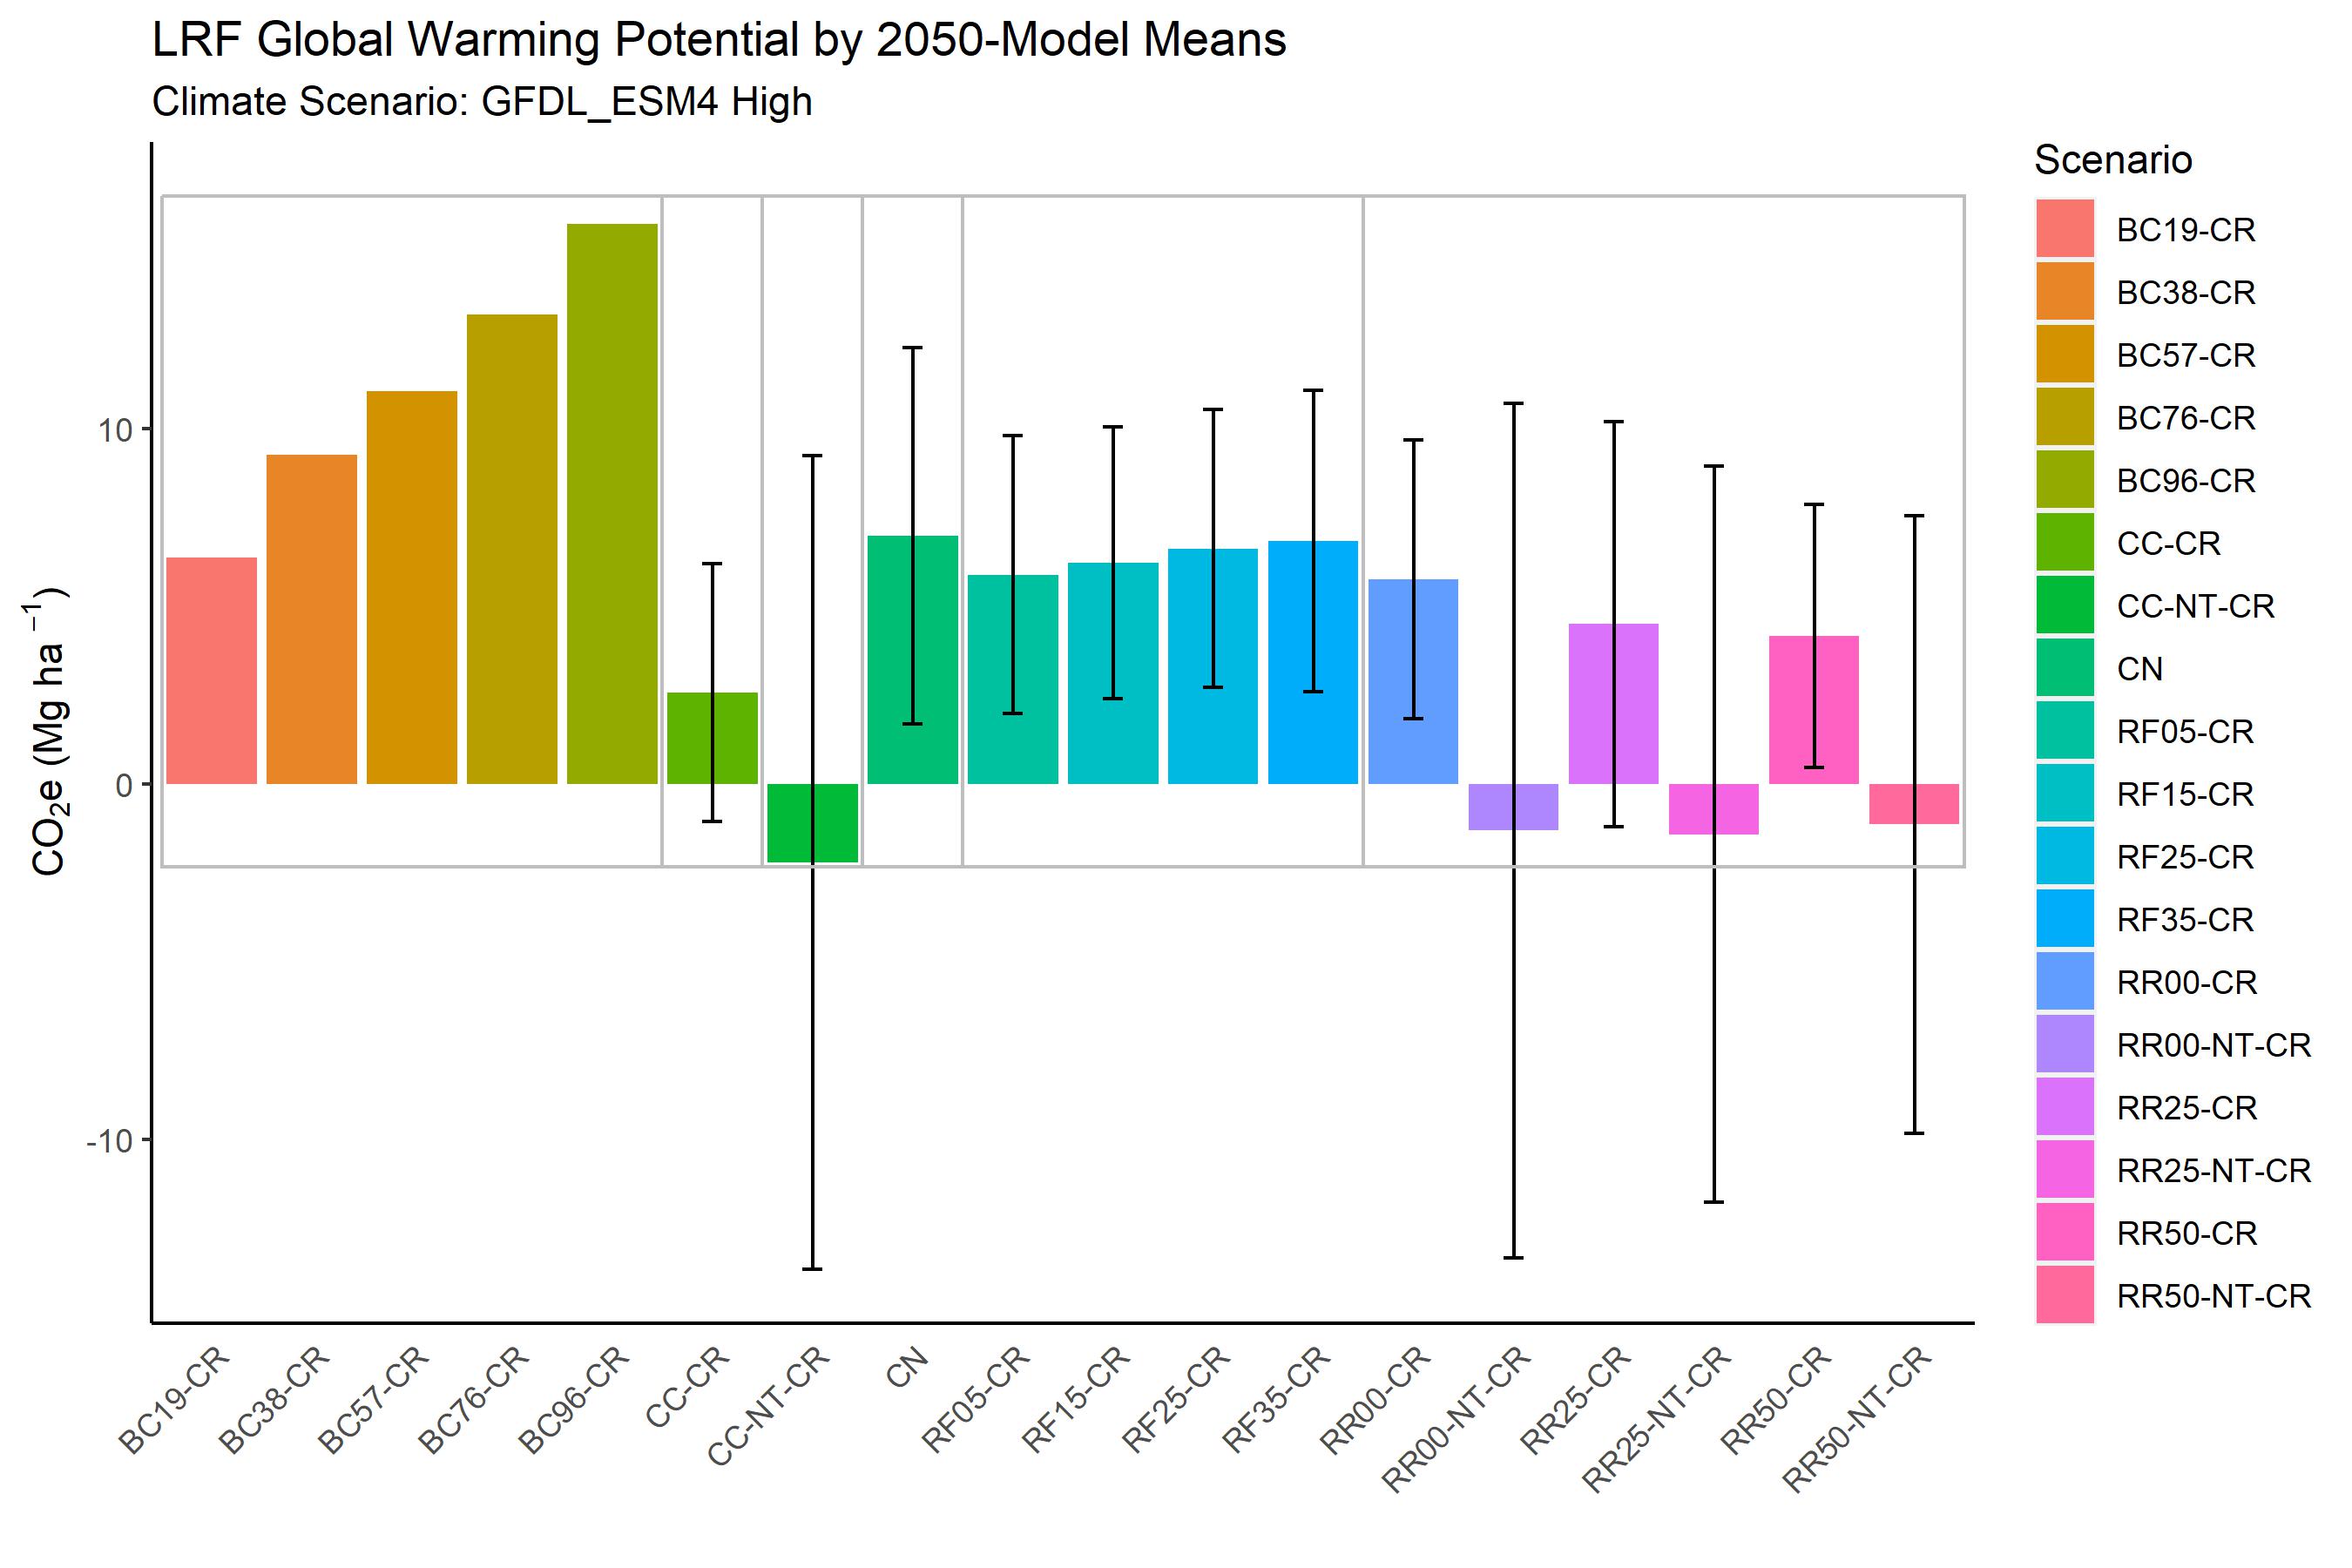 LRF Global Warming Potential by 2050-Model Means
Climate Scenario: GFDL_ESM4 High
CO₂e (Mg ha ⁻¹)
10
0
-10
BC19-CR
BC38-CR
BC57-CR
BC76-CR
BC96-CR
CC-CR
CC-NT-CR
CN
RF05-CR
RF15-CR
RF25-CR
RF35-CR
RR00-CR
RR00-NT-CR
RR25-CR
RR25-NT-CR
RR50-CR
RR50-NT-CR
Scenario
BC19-CR
BC38-CR
BC57-CR
BC76-CR
BC96-CR
CC-CR
CC-NT-CR
CN
RF05-CR
RF15-CR
RF25-CR
RF35-CR
RR00-CR
RR00-NT-CR
RR25-CR
RR25-NT-CR
RR50-CR
RR50-NT-CR